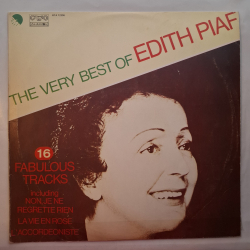 THE VERY BEST OF EDITH PIAF
16
FABULOUS
TRACKS
including
NON JE NE
REGRETTE RIEN
LA VIE EN ROSE
ACCORDEONISTE